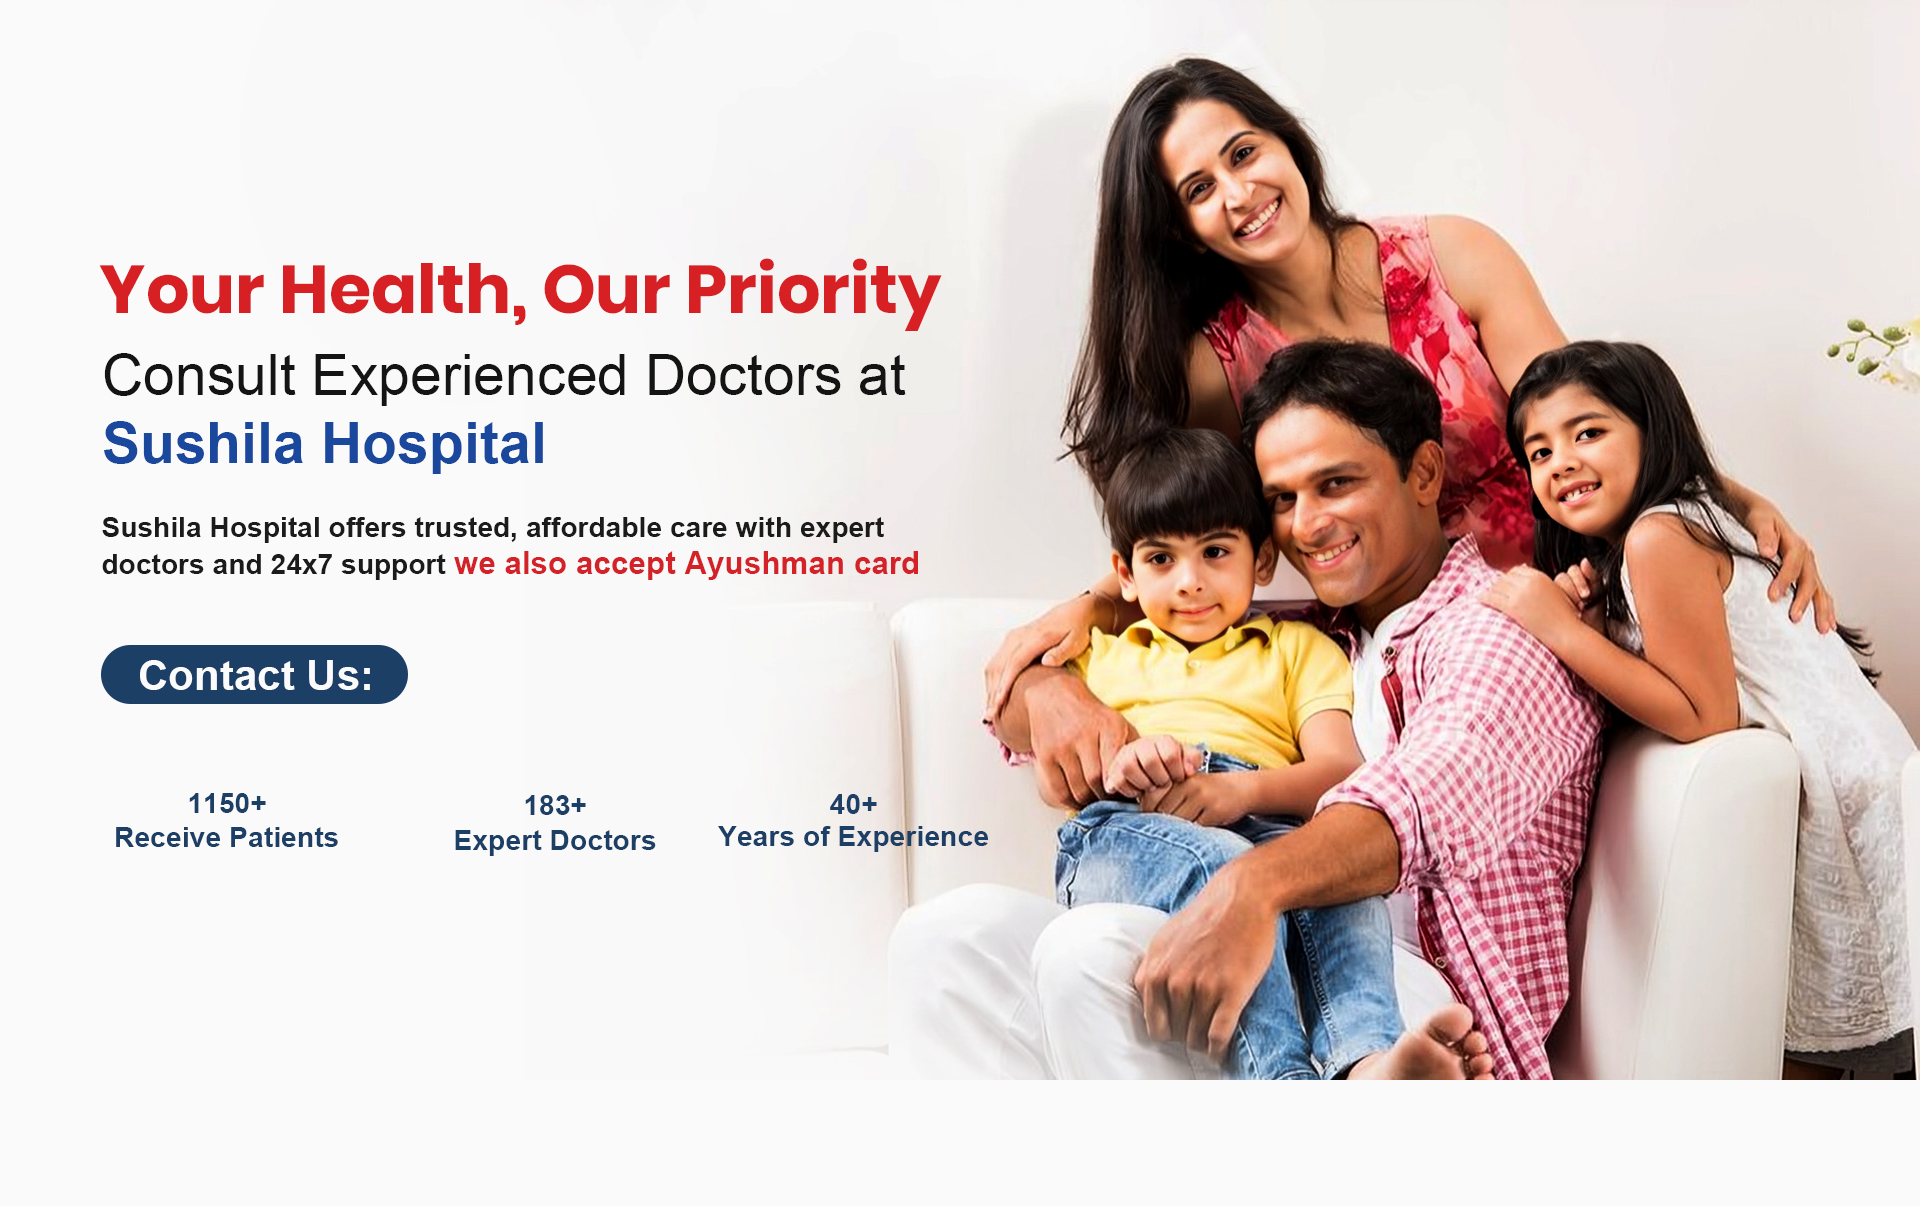 Your Health, Our Priority
Consult Experienced Doctors at
Sushila Hospital
Sushila Hospital offers trusted, affordable care with expert
doctors and 24x7 support we also accept Ayushman card
Contact Us:
1150+
Receive Patients
183+
Expert Doctors
40+
Years of Experience